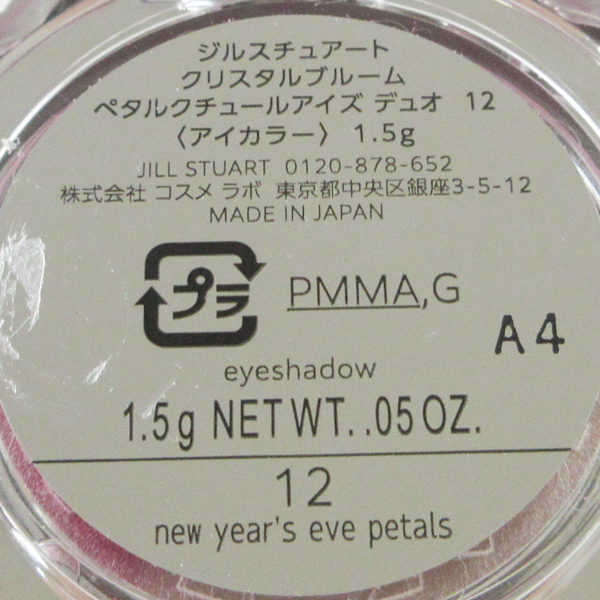 ジルスチュアート
クリスタルブルーム
ペタルクチュールアイズ デュオ 12
〈アイカラー〉 1.5g
JILL STUART 0120-878-652
株式会社 コスメ ラボ 東京都中央区銀座3-5-12
MADE IN JAPAN
プラ PMMA,G
A4
eyeshadow
1.5g NET WT. .05 OZ.
12
new year's eve petals